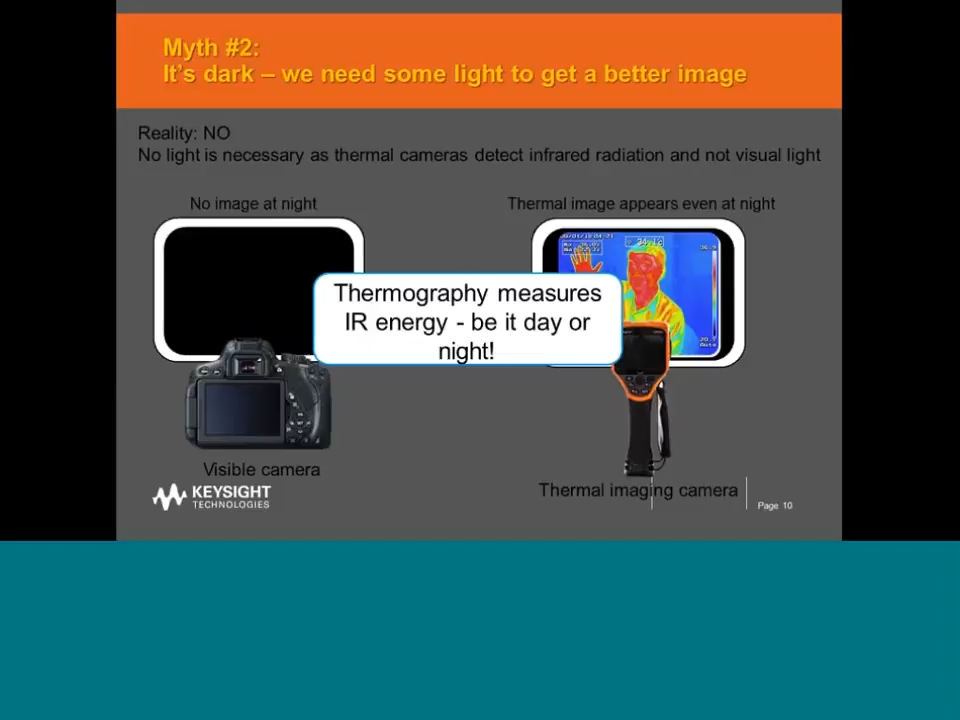 Myth #2:
It's dark – we need some light to get a better image
Reality: NO
No light is necessary as thermal cameras detect infrared radiation and not visual light
No image at night
Thermal image appears even at night
Thermography measures
IR energy - be it day or
night!
Visible camera
Thermal imaging camera
KEYSIGHT
TECHNOLOGIES
Page 10